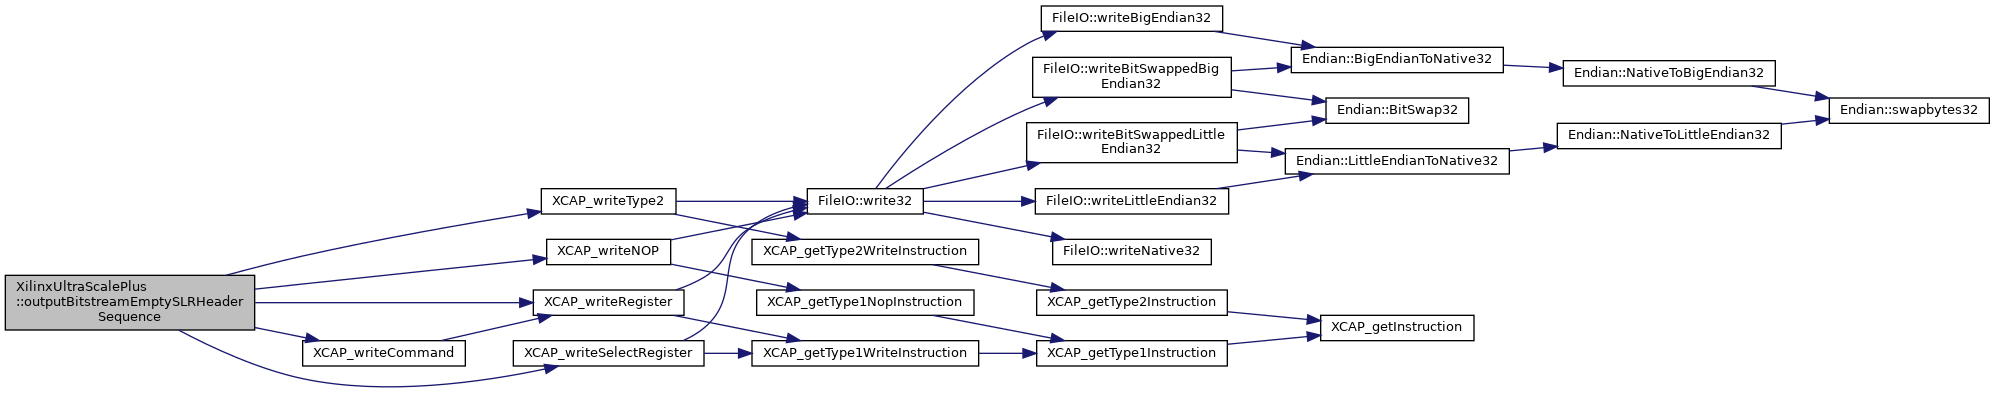 XilinxUltraScalePlus
::outputBitstreamEmptySLRHeader
Sequence
XCAP_writeCommand
XCAP_writeType2
XCAP_writeNOP
XCAP_writeRegister
XCAP_writeSelectRegister
FileIO::write32
XCAP_getType2WriteInstruction
XCAP_getType1NopInstruction
XCAP_getType1WriteInstruction
FileIO::writeBigEndian32
FileIO::writeBitSwappedBig
Endian32
FileIO::writeBitSwappedLittle
Endian32
FileIO::writeLittleEndian32
FileIO::writeNative32
XCAP_getType2Instruction
XCAP_getType1Instruction
Endian::BigEndianToNative32
Endian::BitSwap32
Endian::LittleEndianToNative32
XCAP_getInstruction
Endian::NativeToBigEndian32
Endian::NativeToLittleEndian32
Endian::swapbytes32